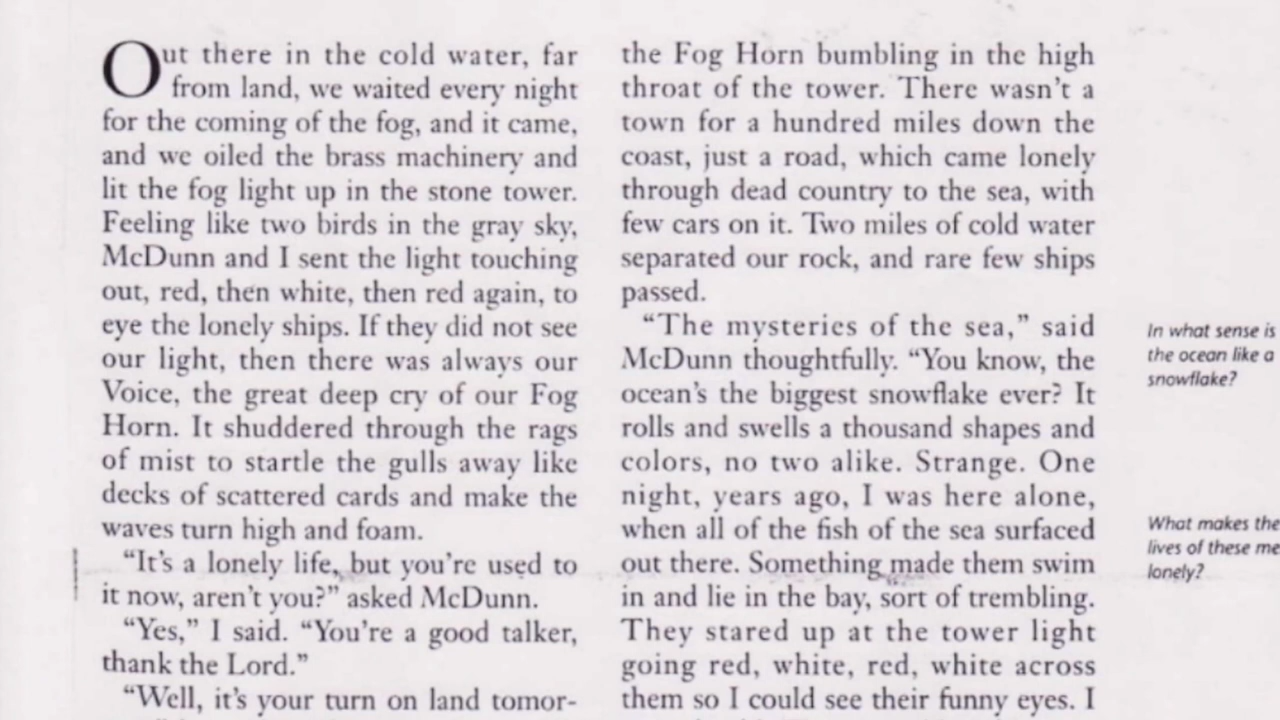 Out there in the cold water, far
from land, we waited every night
for the coming of the fog, and it came,
and we oiled the brass machinery and
lit the fog light up in the stone tower.
Feeling like two birds in the gray sky,
McDunn and I sent the light touching
out, red, then white, then red again, to
eye the lonely ships. If they did not see
our light, then there was always our
Voice, the great deep cry of our Fog
Horn. It shuddered through the rags
of mist to startle the gulls away like
decks of scattered cards and make the
waves turn high and foam.
“It’s a lonely life, but you’re used to
it now, aren’t you?” asked McDunn.
“Yes,” I said. “You’re a good talker,
thank the Lord.”
“Well, it’s your turn on land tomor-
the Fog Horn bumbling in the high
throat of the tower. There wasn’t a
town for a hundred miles down the
coast, just a road, which came lonely
through dead country to the sea, with
few cars on it. Two miles of cold water
separated our rock, and rare few ships
passed.
“The mysteries of the sea,” said
McDunn thoughtfully. “You know, the
ocean’s the biggest snowflake ever? It
rolls and swells a thousand shapes and
colors, no two alike. Strange. One
night, years ago, I was here alone,
when all of the fish of the sea surfaced
out there. Something made them swim
in and lie in the bay, sort of trembling.
They stared up at the tower light
going red, white, red, white across
them so I could see their funny eyes. I
In what sense is
the ocean like a
snowflake?
What makes the
lives of these me
lonely?